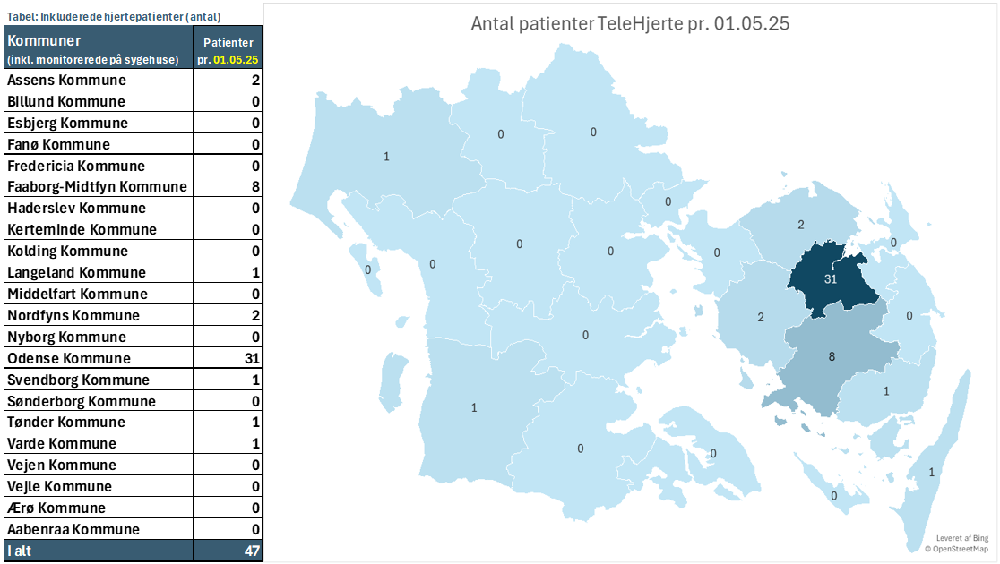 Tabel: Inkluderede hjertepatienter (antal)
Kommuner
(inkl. monitorerede på sygehuse)
Patienter
pr. 01.05.25
Assens Kommune 2
Billund Kommune 0
Esbjerg Kommune 0
Fanø Kommune 0
Fredericia Kommune 0
Faaborg-Midtfyn Kommune 8
Haderslev Kommune 0
Kerteminde Kommune 0
Kolding Kommune 0
Langeland Kommune 1
Middelfart Kommune 0
Nordfyns Kommune 2
Nyborg Kommune 0
Odense Kommune 31
Svendborg Kommune 1
Sønderborg Kommune 0
Tønder Kommune 1
Varde Kommune 1
Vejen Kommune 0
Vejle Kommune 0
Ærø Kommune 0
Aabenraa Kommune 0
I alt 47
Antal patienter TeleHjerte pr. 01.05.25
0
0
1
0
2
0
0
0
0
0
0
31
2
0
0
8
1
1
0
0
1
0
Leveret af Bing
© OpenStreetMap